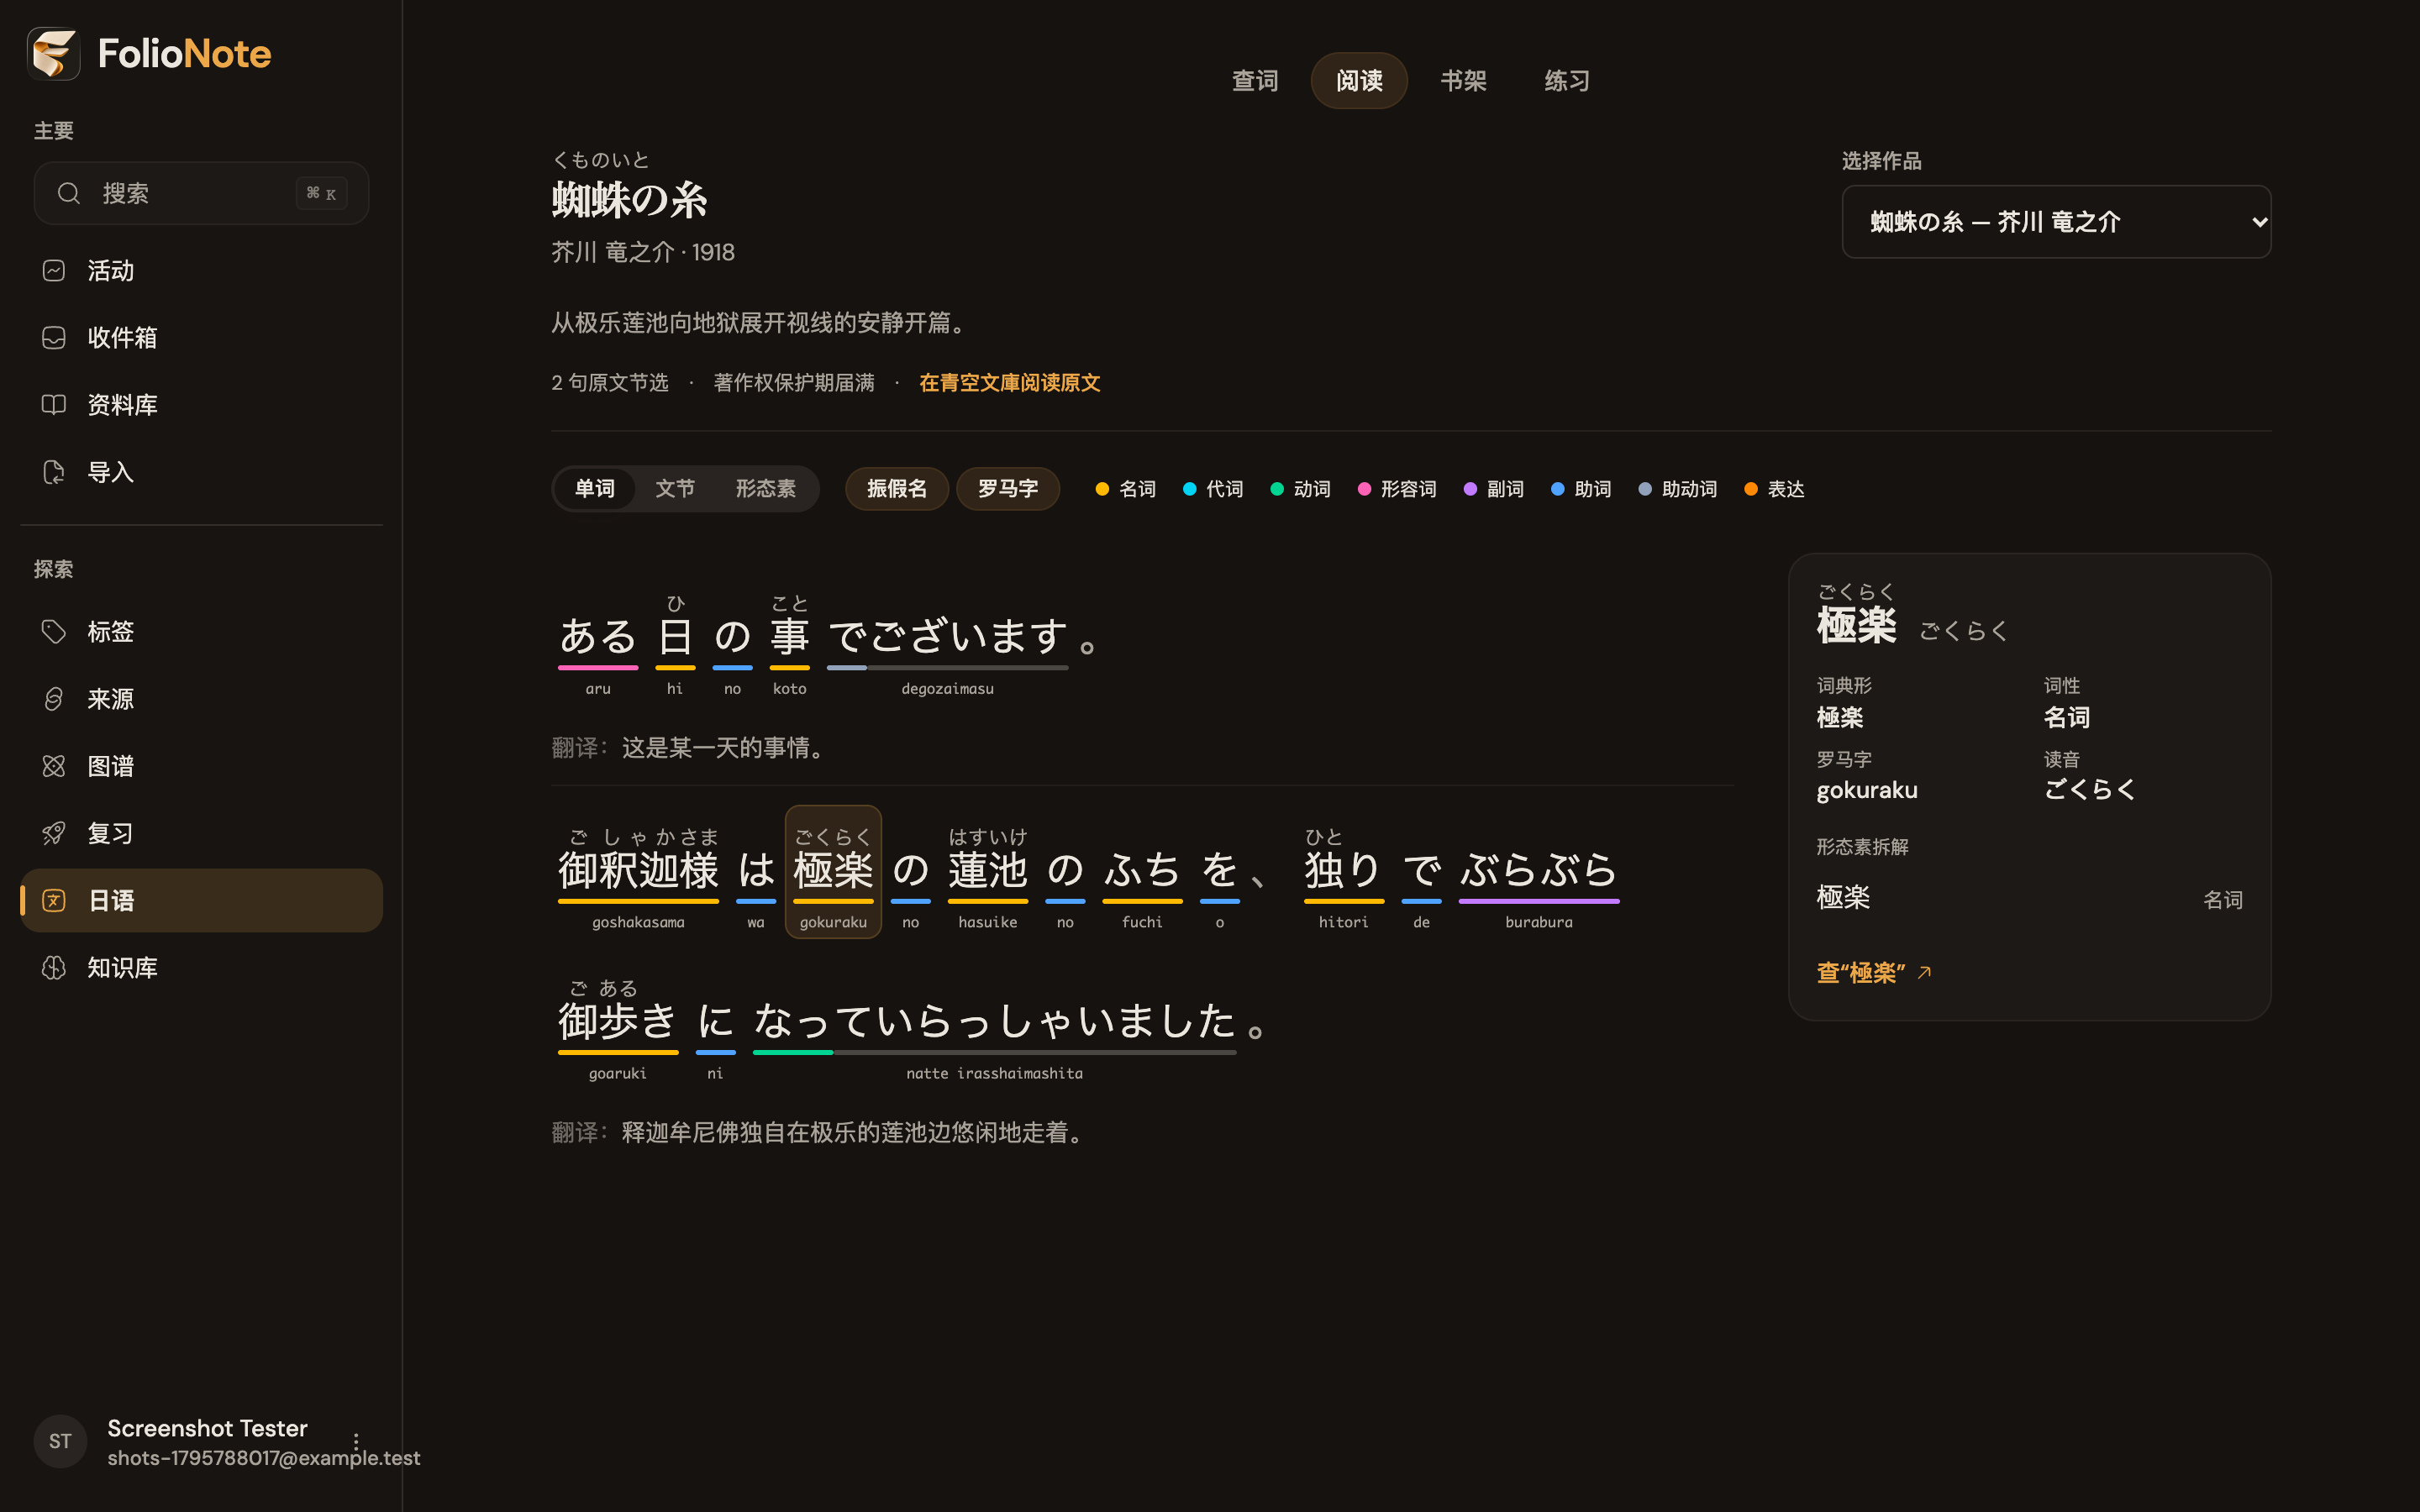 FolioNote
主要
搜索 ⌘ K
活动
收件箱
资料库
导入
探索
标签
来源
图谱
复习
日语
知识库
ST
Screenshot Tester
shots-1795788017@example.test
查词 阅读 书架 练习
くものいと
蜘蛛の糸
芥川 竜之介 · 1918
从极乐莲池向地狱展开视线的安静开篇。
2 句原文节选 · 著作权保护期届满 · 在青空文庫阅读原文
选择作品
蜘蛛の糸 — 芥川 竜之介
单词 文节 形态素 振假名 罗马字 名词 代词 动词 形容词 副词 助词 助动词 表达
ひ こと
ある 日 の 事 でございます 。
aru hi no koto degozaimasu
翻译： 这是某一天的事情。
ご しゃ か さま ごくらく はすいけ ひと
御釈迦様 は 極楽 の 蓮池 の ふち を 、 独り で ぶらぶら
goshakasama wa gokuraku no hasuike no fuchi o hitori de burabura
ご ある
御歩き に なっていらっしゃいました 。
goaruki ni natte irasshaimashita
翻译： 释迦牟尼佛独自在极乐的莲池边悠闲地走着。
ごくらく
極楽 ごくらく
词典形 词性
極楽 名词
罗马字 读音
gokuraku ごくらく
形态素拆解
極楽 名词
查“極楽”